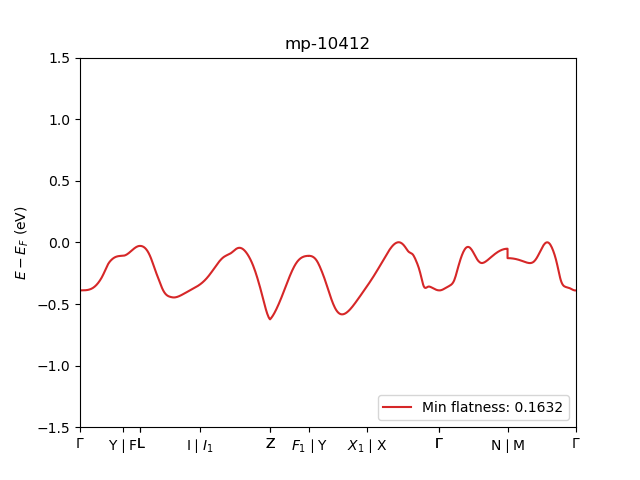 mp-10412
1.5
1.0
0.5
0.0
−0.5
−1.0
−1.5
E − E_F (eV)
Min flatness: 0.1632
Γ Y | F L I | I₁ Z F₁ | Y X₁ | X Γ N | M Γ